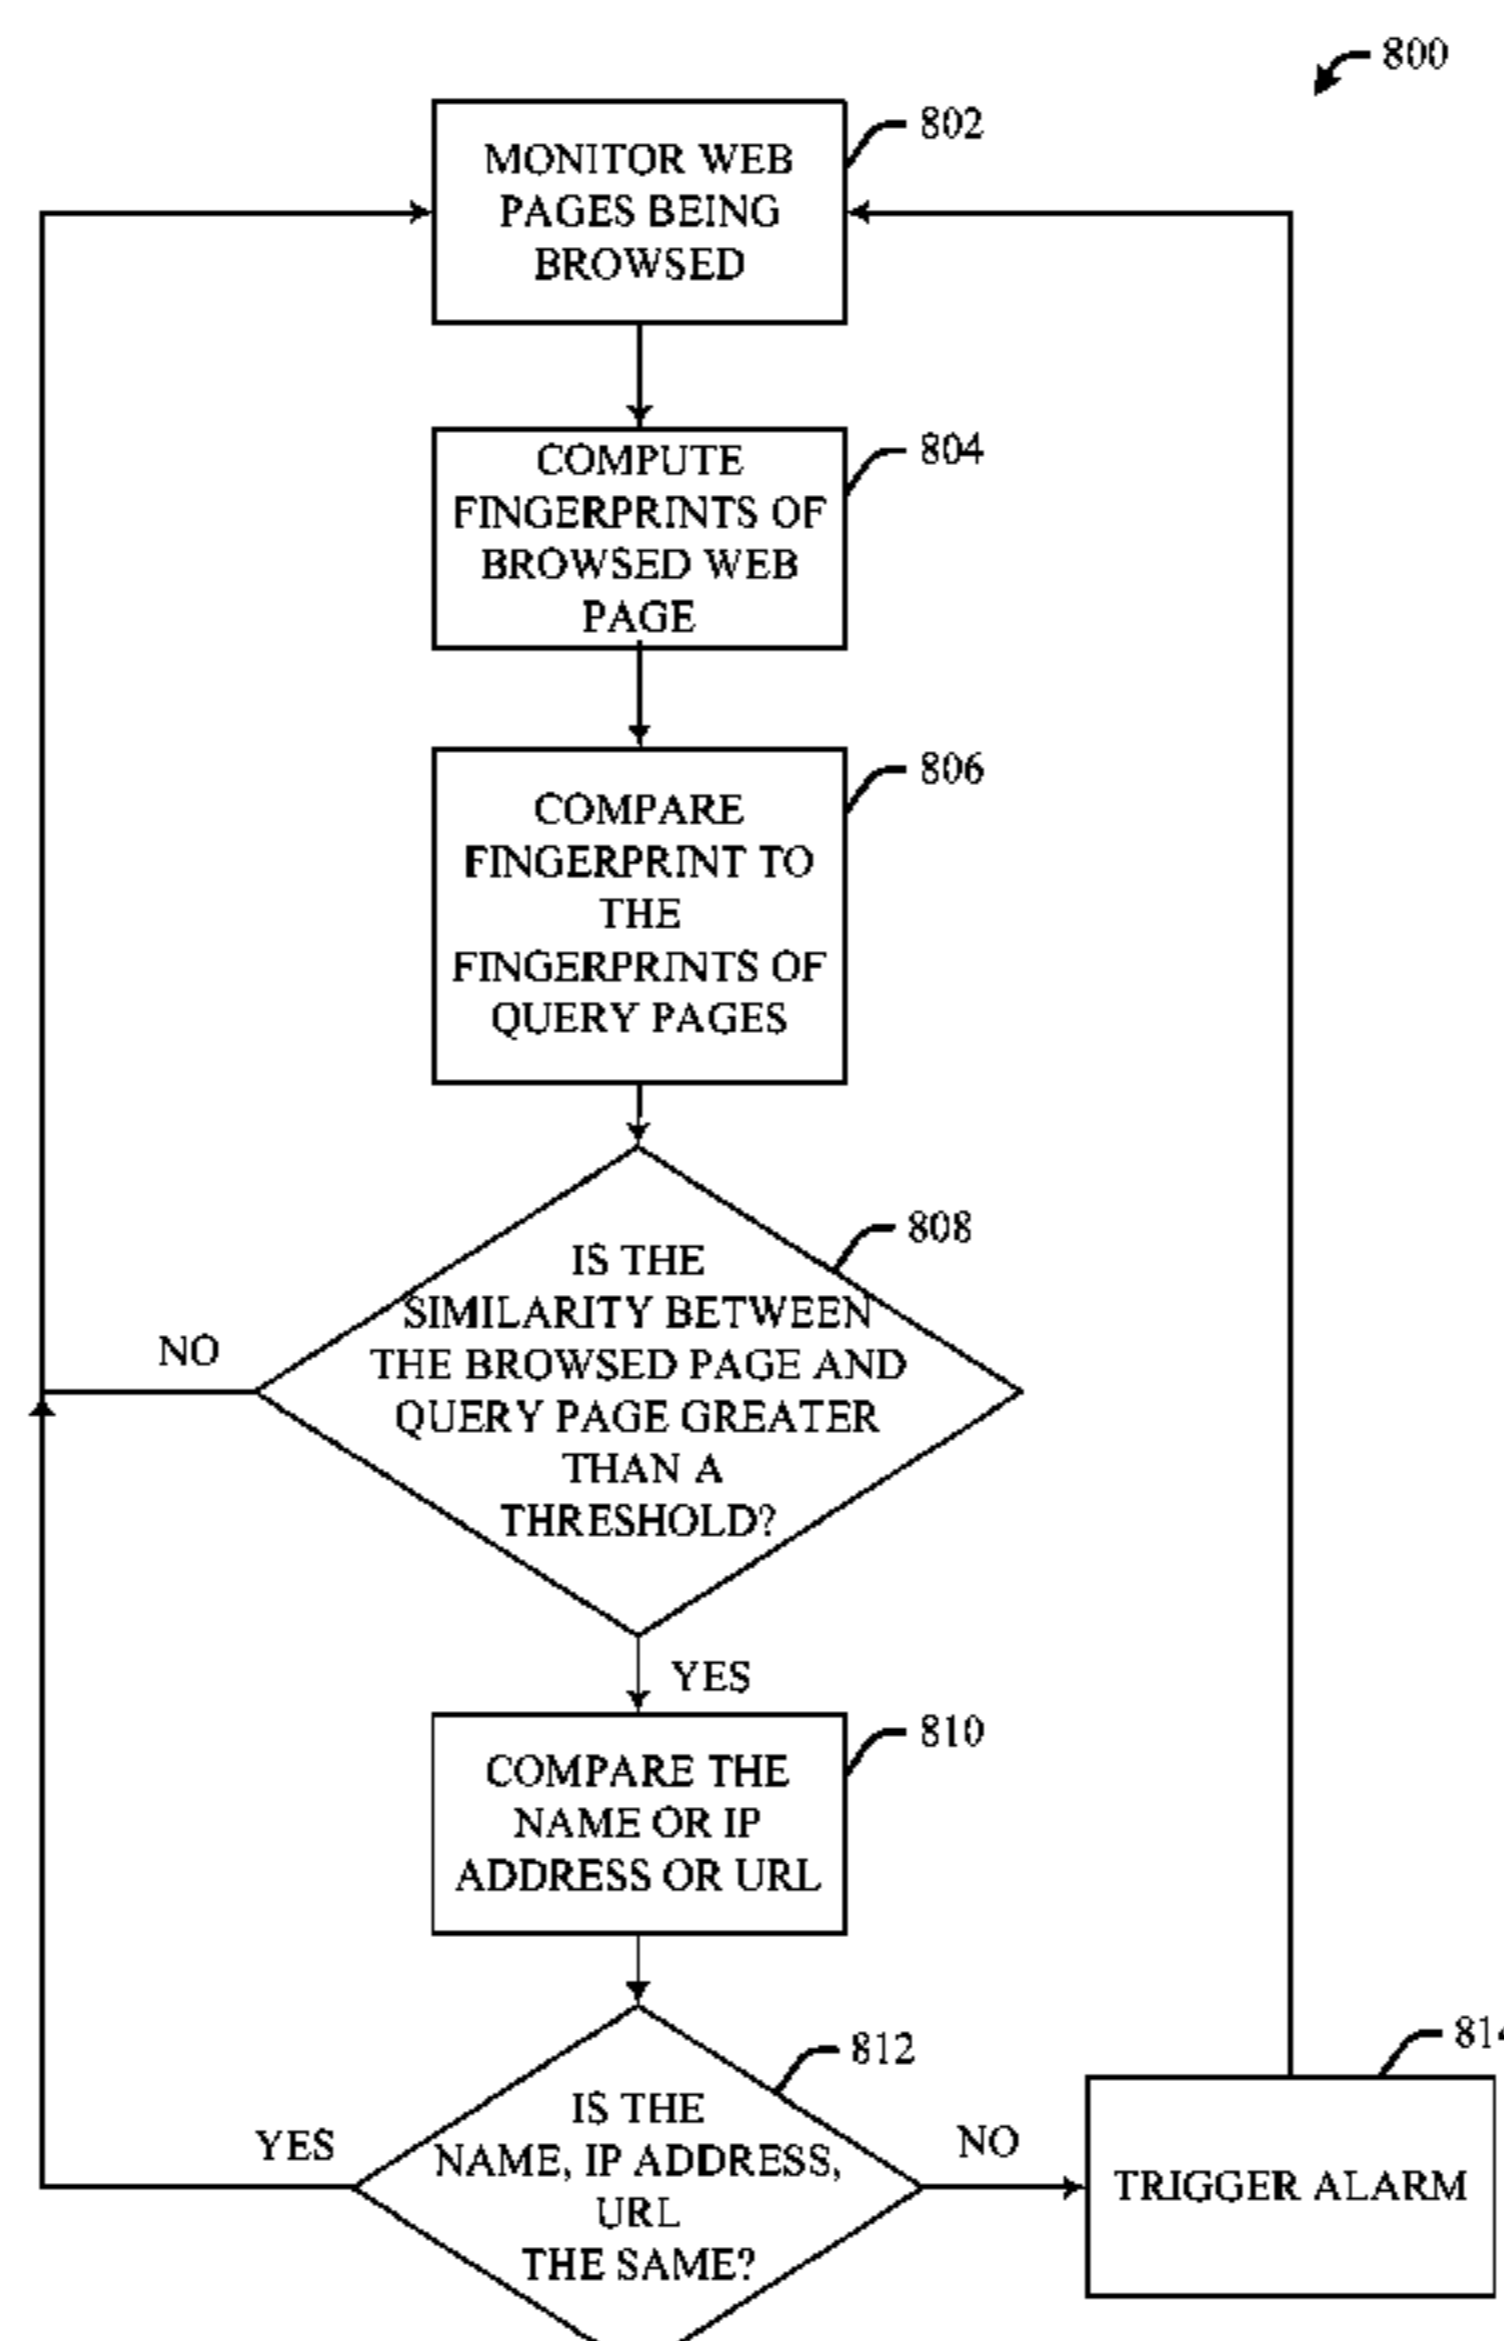 800
802
MONITOR WEB
PAGES BEING
BROWSED
804
COMPUTE
FINGERPRINTS OF
BROWSED WEB
PAGE
806
COMPARE
FINGERPRINT TO
THE
FINGERPRINTS OF
QUERY PAGES
808
IS THE
SIMILARITY BETWEEN
THE BROWSED PAGE AND
QUERY PAGE GREATER
THAN A
THRESHOLD?
NO
YES
810
COMPARE THE
NAME OR IP
ADDRESS OR URL
812
IS THE
NAME, IP ADDRESS,
URL
THE SAME?
YES
NO
814
TRIGGER ALARM